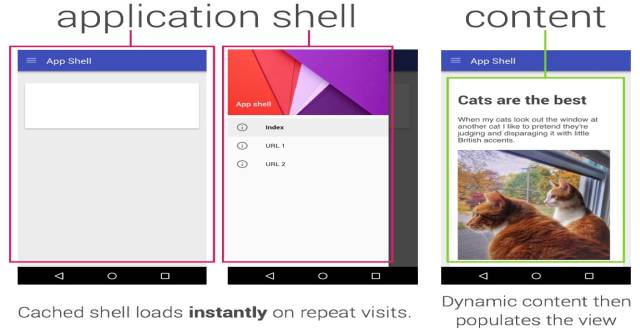 application shell
content
App Shell
App shell
Index
URL 1
URL 2
App Shell
Cats are the best
When my cats look out the window at
another cat I like to pretend they're
judging and disparaging it with little
British accents.
Cached shell loads instantly on repeat visits.
Dynamic content then
populates the view